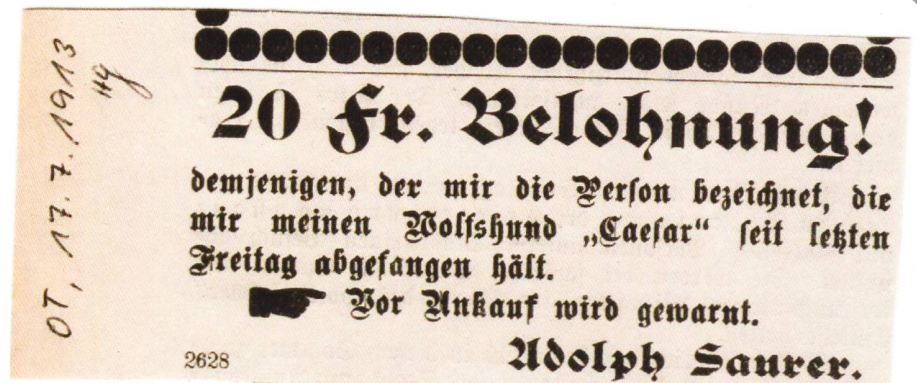 OT, 17.7.1913
Hg
20 Fr. Belohnung!
demjenigen, der mir die Perſon bezeichnet, die
mir meinen Wolfshund „Caeſar“ ſeit letzten
Freitag abgefangen hält.
Vor Ankauf wird gewarnt.
2628 Adolph Saurer.